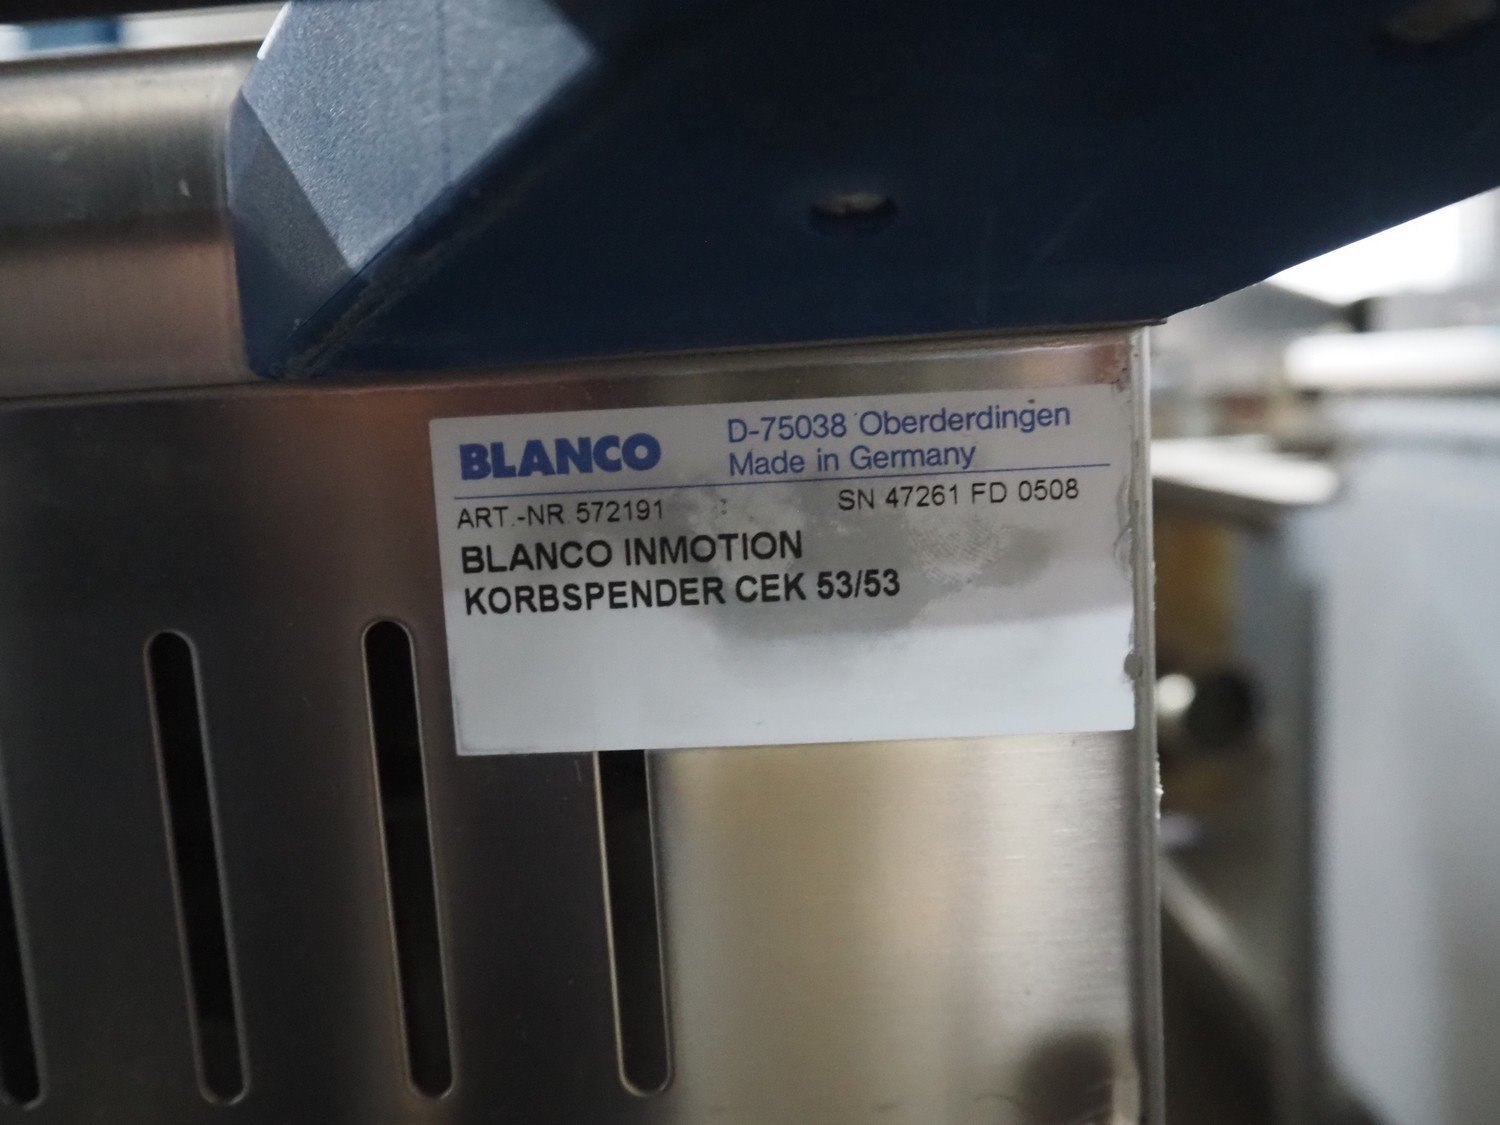 BLANCO
D-75038 Oberderdingen
Made in Germany
ART.-NR. 572191
SN 47261 FD 0508
BLANCO INMOTION
KORBSPENDER CEK 53/53